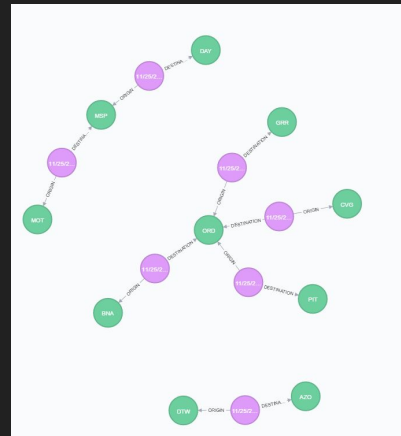 DAY
DESTINA...
11/25/2...
ORIGIN
MSP
DESTINA...
11/25/2...
ORIGIN
MOT
GRR
DESTINATION
11/25/2...
ORIGIN
CVG
ORIGIN
11/25/2...
DESTINATION
ORD
ORIGIN
11/25/2...
DESTINATION
PIT
DESTINATION
11/25/2...
ORIGIN
BNA
AZO
DESTINA...
11/25/2...
ORIGIN
DTW